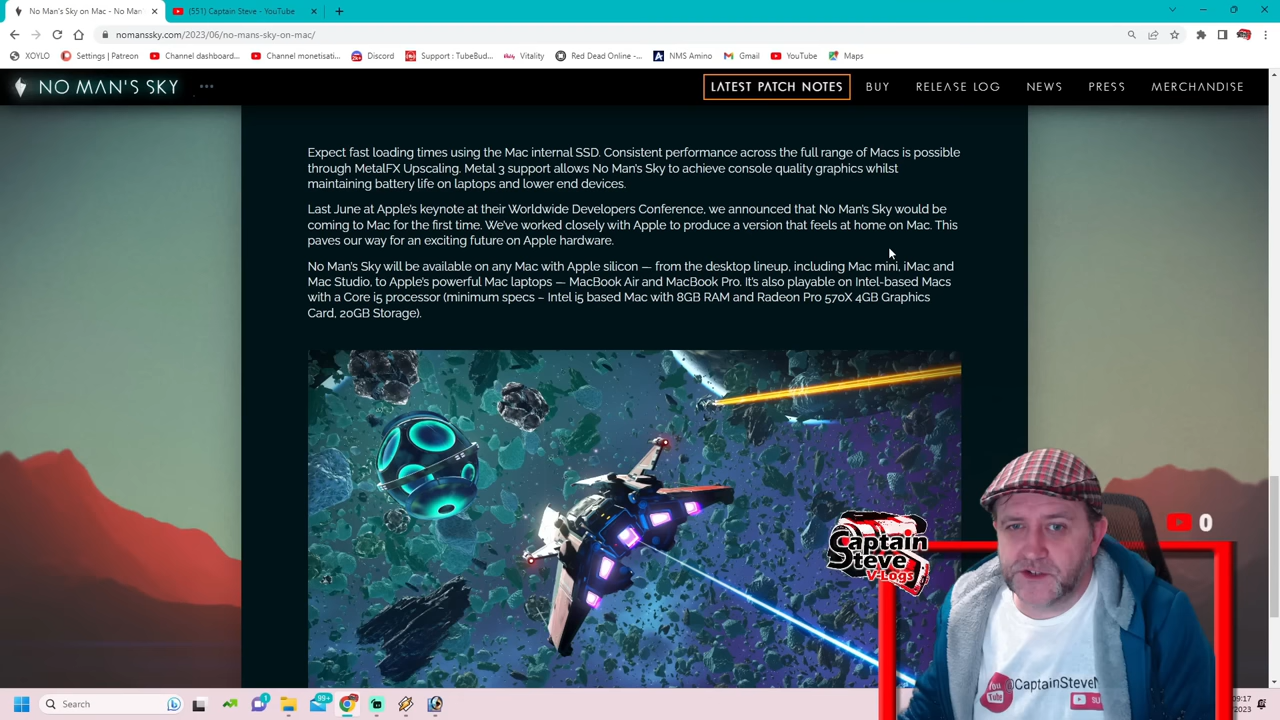 No Man's Sky on Mac - No Man'
(551) Captain Steve - YouTube
nomanssky.com/2023/06/no-mans-sky-on-mac/
XOYLO
Settings | Patreon
Channel dashboard...
Channel monetisati...
Discord
Support : TubeBud...
Vitality
Red Dead Online -...
NMS Amino
Gmail
YouTube
Maps
NO MAN'S SKY
LATEST PATCH NOTES
BUY
RELEASE LOG
NEWS
PRESS
MERCHANDISE
Expect fast loading times using the Mac internal SSD. Consistent performance across the full range of Macs is possible
through MetalFX Upscaling. Metal 3 support allows No Man's Sky to achieve console quality graphics whilst
maintaining battery life on laptops and lower end devices.
Last June at Apple's keynote at their Worldwide Developers Conference, we announced that No Man's Sky would be
coming to Mac for the first time. We've worked closely with Apple to produce a version that feels at home on Mac. This
paves our way for an exciting future on Apple hardware.
No Man's Sky will be available on any Mac with Apple silicon — from the desktop lineup, including Mac mini, iMac and
Mac Studio, to Apple's powerful Mac laptops — MacBook Air and MacBook Pro. It's also playable on Intel-based Macs
with a Core i5 processor (minimum specs – Intel i5 based Mac with 8GB RAM and Radeon Pro 570X 4GB Graphics
Card, 20GB Storage).
Captain
Steve
V-Logs
0
You
Tube
@CaptainSteve
Search
99+
09:17
2023